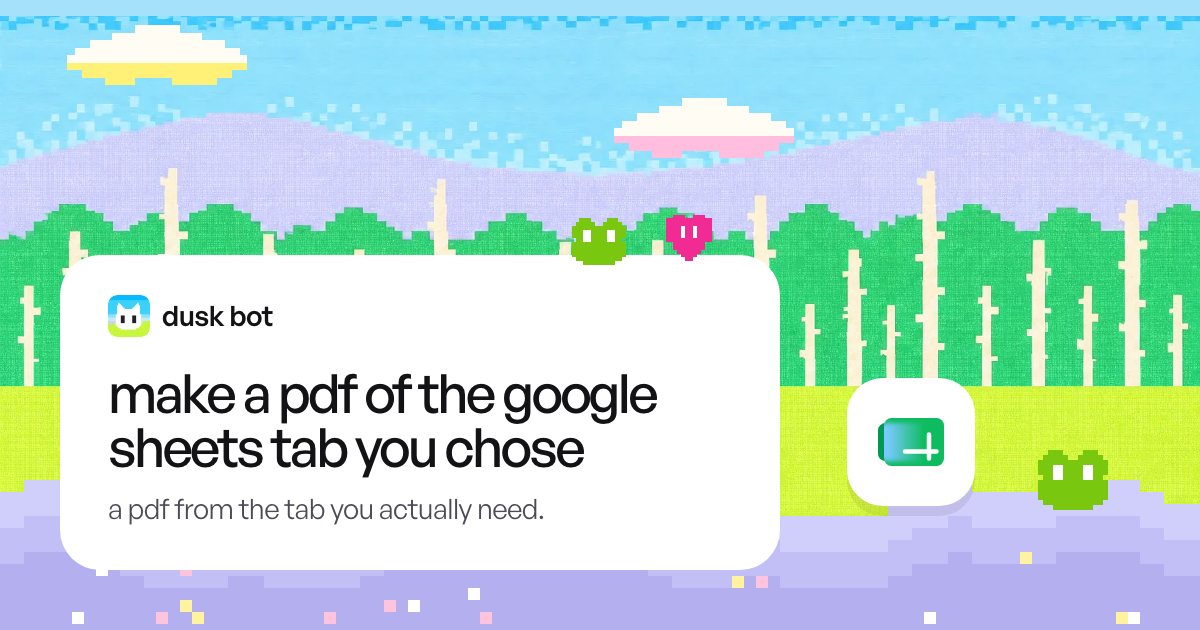 dusk bot
make a pdf of the google
sheets tab you chose
a pdf from the tab you actually need.